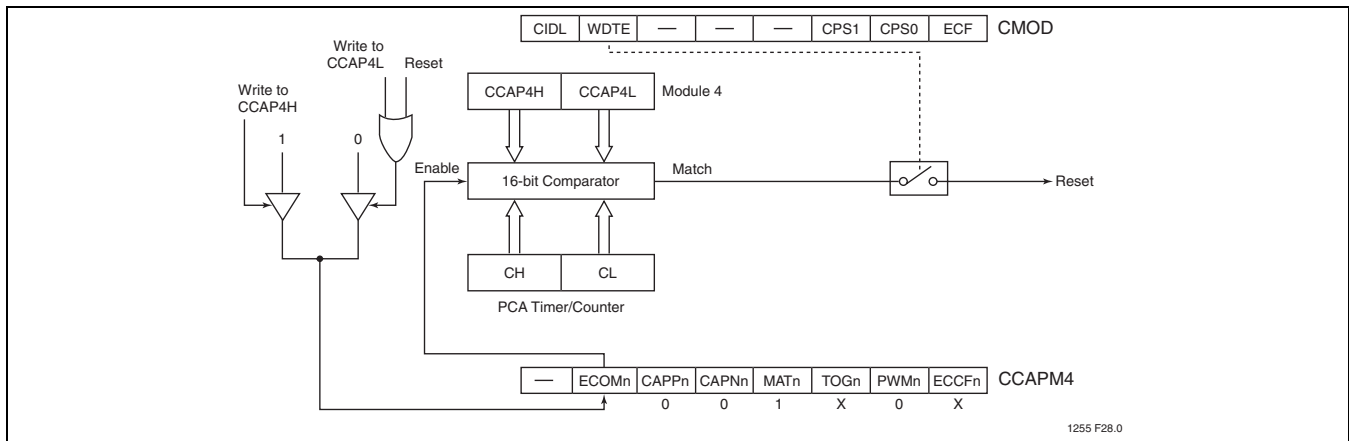 CIDL WDTE — — — CPS1 CPS0 ECF CMOD
Write to
CCAP4L Reset
Write to
CCAP4H
CCAP4H CCAP4L Module 4
1 0
Enable 16-bit Comparator Match Reset
CH CL
PCA Timer/Counter
— ECOMn CAPPn CAPNn MATn TOGn PWMn ECCFn CCAPM4
0 0 1 X 0 X
1255 F28.0